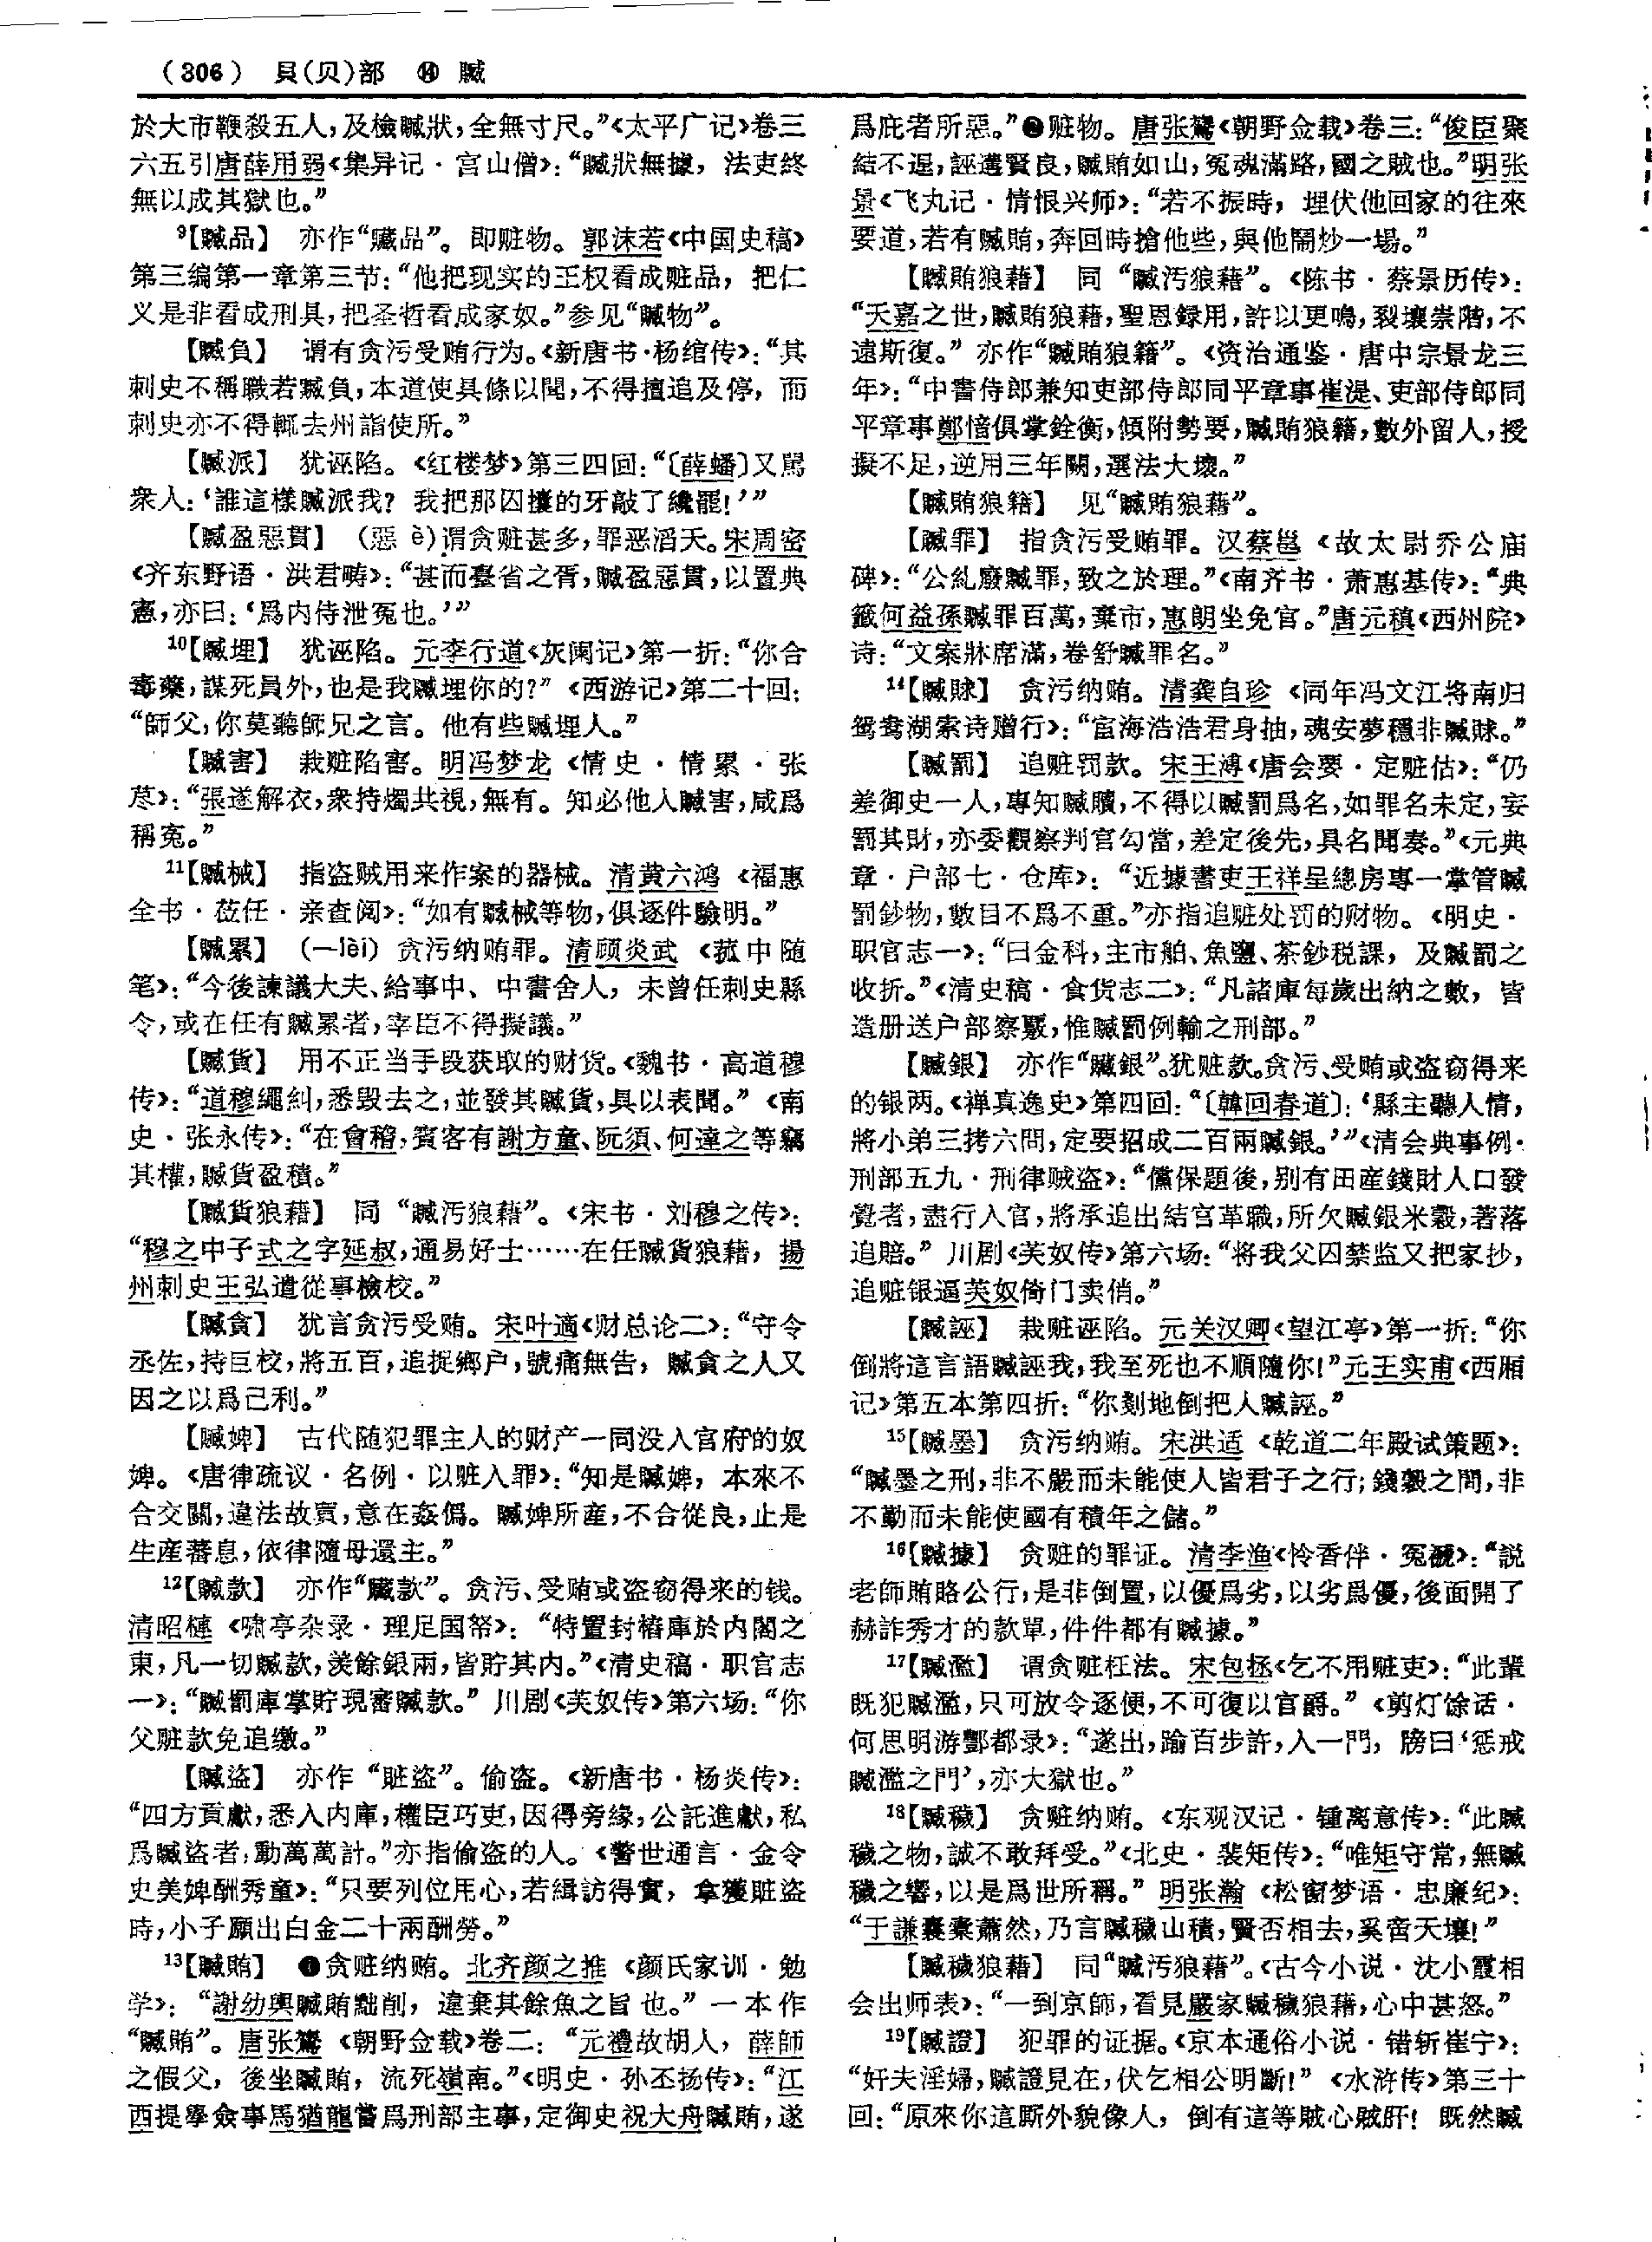 （306） 貝(贝)部 ⑭ 贓
於大市鞭殺五人，及檢贓狀，全無寸尺。”《太平广记》卷三
六五引唐薛用弱《集异记·宫山僧》：“贓狀無據，法吏終
無以成其獄也。”
⁹【贓品】 亦作“贜品”。即赃物。郭沫若《中国史稿》
第三编第一章第三节：“他把现实的王权看成赃品，把仁
义是非看成刑具，把圣哲看成家奴。”参见“贓物”。
【贓負】 谓有贪污受贿行为。《新唐书·杨绾传》：“其
刺史不稱職若贓負，本道使具條以聞，不得擅追及停，而
刺史亦不得輒去州詣使所。”
【贓派】 犹诬陷。《红楼梦》第三四回：“〔薛蟠〕又駡
衆人：‘誰這樣贓派我？我把那囚攮的牙敲了纔罷！’”
【贓盈惡貫】 （惡 è）谓贪赃甚多，罪恶滔天。宋周密
《齐东野语·洪君畴》：“甚而臺省之胥，贓盈惡貫，以置典
憲，亦曰：‘爲内侍泄冤也。’”
¹⁰【贓埋】 犹诬陷。元李行道《灰阑记》第一折：“你合
毒藥，謀死員外，也是我贓埋你的？”《西游记》第二十回：
“師父，你莫聽師兄之言。他有些贓埋人。”
【贓害】 栽赃陷害。明冯梦龙《情史·情累·张
荩》：“張遂解衣，衆持燭共視，無有。知必他人贓害，咸爲
稱寃。”
¹¹【贓械】 指盗贼用来作案的器械。清黄六鸿《福惠
全书·莅任·亲查阅》：“如有贓械等物，俱逐件驗明。”
【贓累】 （—lèi）贪污纳贿罪。清顾炎武《菰中随
笔》：“今後諫議大夫、給事中、中書舍人，未曾任刺史縣
令，或在任有贓累者，宰臣不得擬議。”
【贓貨】 用不正当手段获取的财货。《魏书·高道穆
传》：“道穆繩糾，悉毁去之，並發其贓貨，具以表聞。”《南
史·张永传》：“在會稽，賓客有謝方童、阮須、何達之等竊
其權，贓貨盈積。”
【贓貨狼藉】 同“贓污狼藉”。《宋书·刘穆之传》：
“穆之中子式之字延叔，通易好士……在任贓貨狼藉，揚
州刺史王弘遣從事檢校。”
【贓貪】 犹言贪污受贿。宋叶適《财总论二》：“守令
丞佐，持巨校，將五百，追捉鄉户，號痛無告，贓貪之人又
因之以爲己利。”
【贓婢】 古代随犯罪主人的财产一同没入官府的奴
婢。《唐律疏议·名例·以赃入罪》：“知是贓婢，本來不
合交關，違法故買，意在姦僞。贓婢所産，不合從良，止是
生産蕃息，依律隨母還主。”
¹²【贓款】 亦作“贜款”。贪污、受贿或盗窃得来的钱。
清昭槤《啸亭杂录·理足国帑》：“特置封樁庫於内閣之
東，凡一切贓款，羨餘銀兩，皆貯其内。”《清史稿·职官志
一》：“贓罰庫掌貯現審贓款。”川剧《芙奴传》第六场：“你
父赃款免追缴。”
【贓盜】 亦作“賍盜”。偷盗。《新唐书·杨炎传》：
“四方貢獻，悉入内庫，權臣巧吏，因得旁緣，公託進獻，私
爲贓盜者，動萬萬計。”亦指偷盗的人。《警世通言·金令
史美婢酬秀童》：“只要列位用心，若緝訪得實，拿獲賍盜
時，小子願出白金二十兩酬勞。”
¹³【贓賄】 ❶贪赃纳贿。北齐颜之推《颜氏家训·勉
学》：“謝幼輿贓賄黜削，違棄其餘魚之旨也。”一本作
“贜賄”。唐张鷟《朝野佥载》卷二：“元禮故胡人，薛師
之假父，後坐贓賄，流死嶺南。”《明史·孙丕扬传》：“江
西提學僉事馬猶龍嘗爲刑部主事，定御史祝大舟贓賄，遂
爲庇者所惡。”❷赃物。唐张鷟《朝野佥载》卷三：“俊臣聚
結不逞，誣遘賢良，贓賄如山，冤魂滿路，國之賊也。”明张
景《飞丸记·情恨兴师》：“若不振時，埋伏他回家的往來
要道，若有贓賄，奔回時搶他些，與他鬧炒一場。”
【贓賄狼藉】 同“贓污狼藉”。《陈书·蔡景历传》：
“天嘉之世，贓賄狼藉，聖恩録用，許以更鳴，裂壤崇階，不
遠斯復。”亦作“贓賄狼籍”。《资治通鉴·唐中宗景龙三
年》：“中書侍郎兼知吏部侍郎同平章事崔湜、吏部侍郎同
平章事鄭愔俱掌銓衡，傾附勢要，贓賄狼籍，數外留人，授
擬不足，逆用三年闕，選法大壞。”
【贓賄狼籍】 见“贓賄狼藉”。
【贓罪】 指贪污受贿罪。汉蔡邕《故太尉乔公庙
碑》：“公糺廢贓罪，致之於理。”《南齐书·萧惠基传》：“典
籤何益孫贓罪百萬，棄市，惠朗坐免官。”唐元稹《西州院》
诗：“文案牀席滿，卷舒贓罪名。”
¹⁴【贓賕】 贪污纳贿。清龚自珍《同年冯文江将南归
鸳鸯湖索诗赠行》：“宦海浩浩君身抽，魂安夢穩非贓賕。”
【贓罰】 追赃罚款。宋王溥《唐会要·定赃估》：“仍
差御史一人，專知贓贖，不得以贓罰爲名，如罪名未定，妄
罰其財，亦委觀察判官勾當，差定後先，具名聞奏。”《元典
章·户部七·仓库》：“近據書吏王祥呈總房專一掌管贓
罰鈔物，數目不爲不重。”亦指追赃处罚的财物。《明史·
职官志一》：“曰金科，主市舶、魚鹽、茶鈔税課，及贓罰之
收折。”《清史稿·食货志二》：“凡諸庫每歲出納之數，皆
造册送户部察覈，惟贓罰例輸之刑部。”
【贓銀】 亦作“贜銀”。犹赃款。贪污、受贿或盗窃得来
的银两。《禅真逸史》第四回：“〔韓回春道〕：‘縣主聽人情，
將小弟三拷六問，定要招成二百兩贓銀。’”《清会典事例·
刑部五九·刑律贼盗》：“儻保題後，别有田産錢財人口發
覺者，盡行入官，將承追出結官革職，所欠贓銀米穀，著落
追賠。”川剧《芙奴传》第六场：“将我父囚禁监又把家抄，
追赃银逼芙奴倚门卖俏。”
【贓誣】 栽赃诬陷。元关汉卿《望江亭》第一折：“你
倒將這言語贓誣我，我至死也不順隨你！”元王实甫《西厢
记》第五本第四折：“你剗地倒把人贓誣。”
¹⁵【贓墨】 贪污纳贿。宋洪适《乾道二年殿试策题》：
“贓墨之刑，非不嚴而未能使人皆君子之行；錢穀之問，非
不勤而未能使國有積年之儲。”
¹⁶【贓據】 贪赃的罪证。清李渔《怜香伴·冤褫》：“説
老師賄賂公行，是非倒置，以優爲劣，以劣爲優，後面開了
赫詐秀才的款單，件件都有贓據。”
¹⁷【贓濫】 谓贪赃枉法。宋包拯《乞不用赃吏》：“此輩
既犯贓濫，只可放令逐便，不可復以官爵。”《剪灯馀话·
何思明游酆都录》：“遂出，踰百步許，入一門，牓曰‘惩戒
贓濫之門’，亦大獄也。”
¹⁸【贓穢】 贪赃纳贿。《东观汉记·锺离意传》：“此贓
穢之物，誠不敢拜受。”《北史·裴矩传》：“唯矩守常，無贓
穢之響，以是爲世所稱。”明张瀚《松窗梦语·忠廉纪》：
“于謙囊橐蕭然，乃言贓穢山積，賢否相去，奚啻天壤！”
【贓穢狼藉】 同“贓污狼藉”。《古今小说·沈小霞相
会出师表》：“一到京師，看見嚴家贓穢狼藉，心中甚怒。”
¹⁹【贓證】 犯罪的证据。《京本通俗小说·错斩崔宁》：
“奸夫淫婦，贓證見在，伏乞相公明斷！”《水浒传》第三十
回：“原來你這厮外貌像人，倒有這等賊心賊肝！既然贓